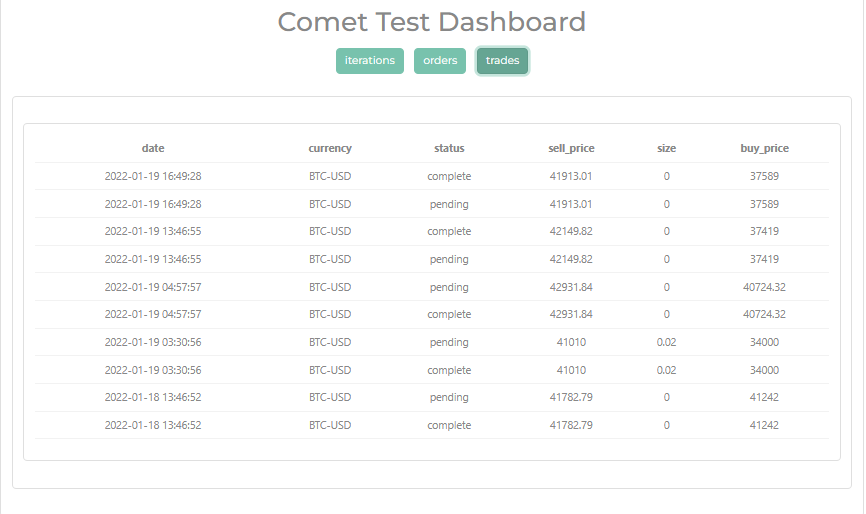 Comet Test Dashboard
iterations orders trades
date currency status sell_price size buy_price
2022-01-19 16:49:28 BTC-USD complete 41913.01 0 37589
2022-01-19 16:49:28 BTC-USD pending 41913.01 0 37589
2022-01-19 13:46:55 BTC-USD complete 42149.82 0 37419
2022-01-19 13:46:55 BTC-USD pending 42149.82 0 37419
2022-01-19 04:57:57 BTC-USD pending 42931.84 0 40724.32
2022-01-19 04:57:57 BTC-USD complete 42931.84 0 40724.32
2022-01-19 03:30:56 BTC-USD pending 41010 0.02 34000
2022-01-19 03:30:56 BTC-USD complete 41010 0.02 34000
2022-01-18 13:46:52 BTC-USD pending 41782.79 0 41242
2022-01-18 13:46:52 BTC-USD complete 41782.79 0 41242